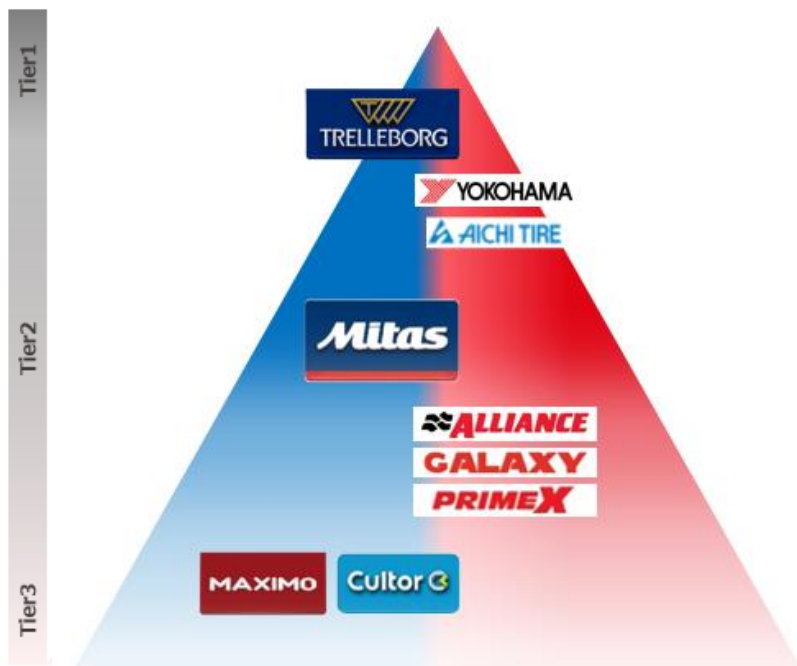 Tier1
TRELLEBORG
YOKOHAMA
AICHI TIRE
Tier2
Mitas
ALLIANCE
GALAXY
PRIMEX
Tier3
MAXIMO
Cultor